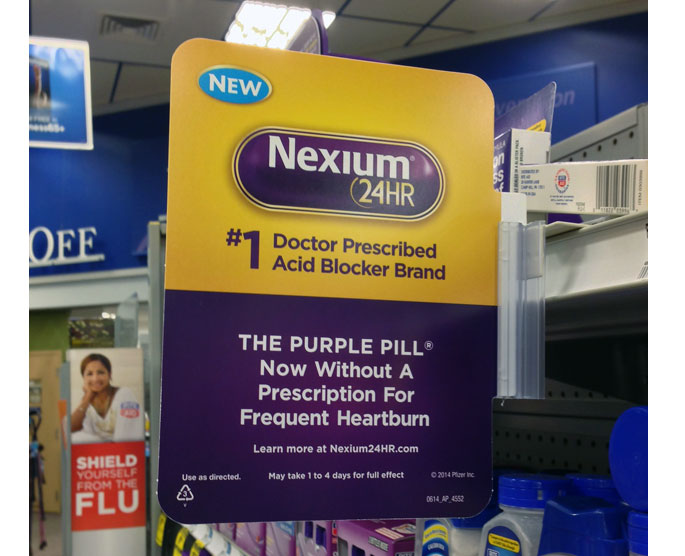 NEW
Nexium®
24HR
#1 Doctor Prescribed
Acid Blocker Brand
THE PURPLE PILL®
Now Without A
Prescription For
Frequent Heartburn
Learn more at Nexium24HR.com
Use as directed.
May take 1 to 4 days for full effect
© 2014 Pfizer Inc.
0614_AP_4552
3
V
OFF
SHIELD
YOURSELF
FROM THE
FLU